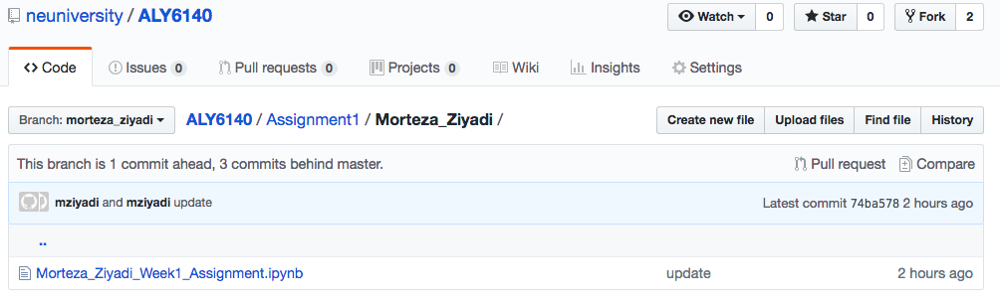 neuniversity / ALY6140 Watch 0 Star 0 Fork 2
Code Issues 0 Pull requests 0 Projects 0 Wiki Insights Settings
Branch: morteza_ziyadi ALY6140 / Assignment1 / Morteza_Ziyadi / Create new file Upload files Find file History
This branch is 1 commit ahead, 3 commits behind master. Pull request Compare
mziyadi and mziyadi update Latest commit 74ba578 2 hours ago
..
Morteza_Ziyadi_Week1_Assignment.ipynb update 2 hours ago